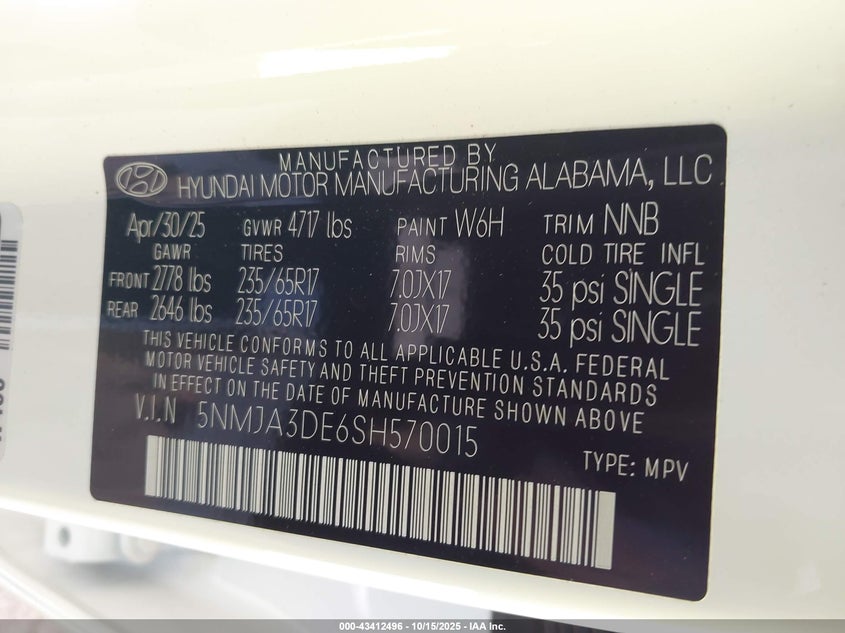 MANUFACTURED BY
HYUNDAI MOTOR MANUFACTURING ALABAMA, LLC
Apr/30/25 GVWR 4717 lbs PAINT W6H TRIM NNB
GAWR TIRES RIMS COLD TIRE INFL
FRONT 2778 lbs 235/65R17 7.0JX17 35 psi SINGLE
REAR 2646 lbs 235/65R17 7.0JX17 35 psi SINGLE
THIS VEHICLE CONFORMS TO ALL APPLICABLE U.S.A. FEDERAL
MOTOR VEHICLE SAFETY AND THEFT PREVENTION STANDARDS
IN EFFECT ON THE DATE OF MANUFACTURE SHOWN ABOVE
V.I.N 5NMJA3DE6SH570015
TYPE: MPV
000-43412496 - 10/15/2025 - IAA Inc.